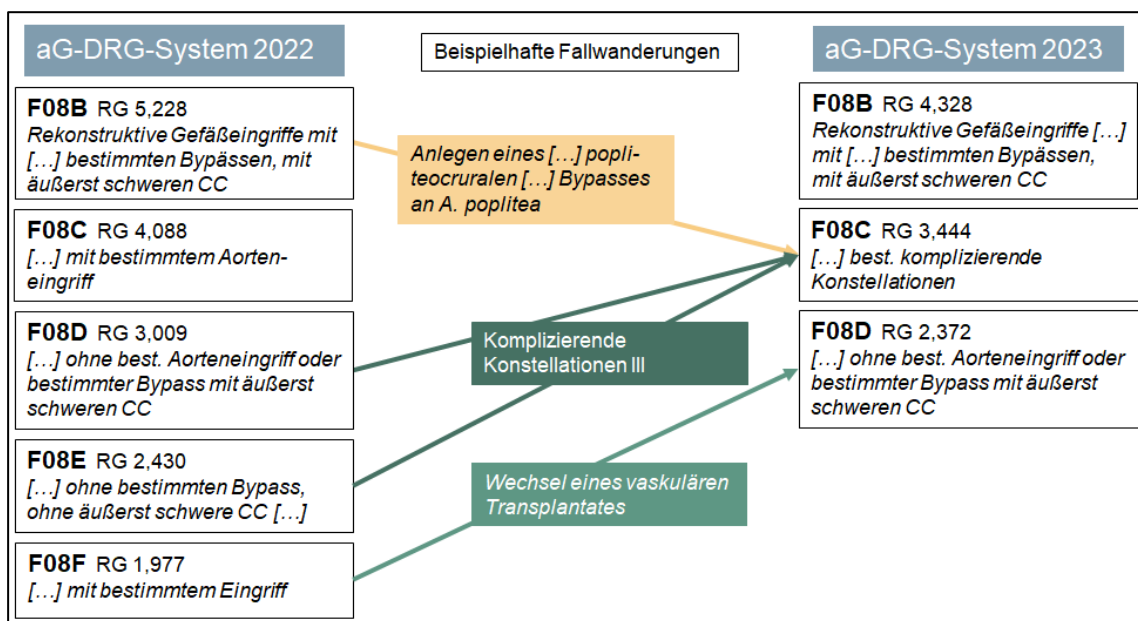 aG-DRG-System 2022
Beispielhafte Fallwanderungen
aG-DRG-System 2023
F08B RG 5,228
Rekonstruktive Gefäßeingriffe mit
[…] bestimmten Bypässen, mit
äußerst schweren CC
F08C RG 4,088
[…] mit bestimmtem Aorten-
eingriff
F08D RG 3,009
[…] ohne best. Aorteneingriff oder
bestimmter Bypass mit äußerst
schweren CC
F08E RG 2,430
[…] ohne bestimmten Bypass,
ohne äußerst schwere CC […]
F08F RG 1,977
[…] mit bestimmtem Eingriff
Anlegen eines […] popli-
teocruralen […] Bypasses
an A. poplitea
Komplizierende
Konstellationen III
Wechsel eines vaskulären
Transplantates
F08B RG 4,328
Rekonstruktive Gefäßeingriffe […]
mit […] bestimmten Bypässen,
mit äußerst schweren CC
F08C RG 3,444
[…] best. komplizierende
Konstellationen
F08D RG 2,372
[…] ohne best. Aorteneingriff oder
bestimmter Bypass mit äußerst
schweren CC